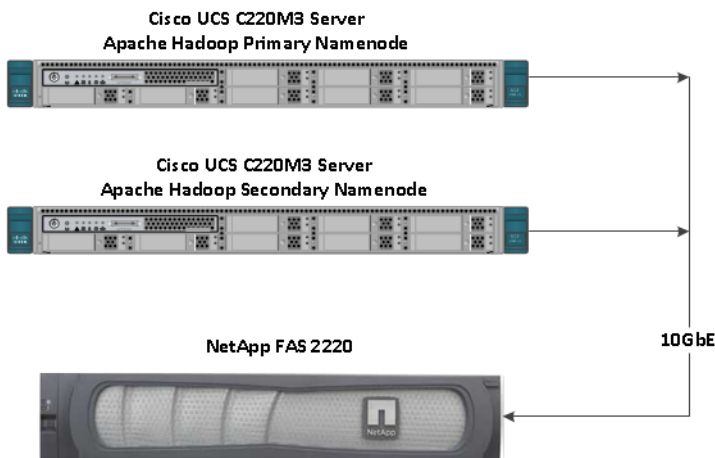 Cisco UCS C220M3 Server
Apache Hadoop Primary Namenode
Cisco UCS C220M3 Server
Apache Hadoop Secondary Namenode
10GbE
NetApp FAS 2220
NetApp